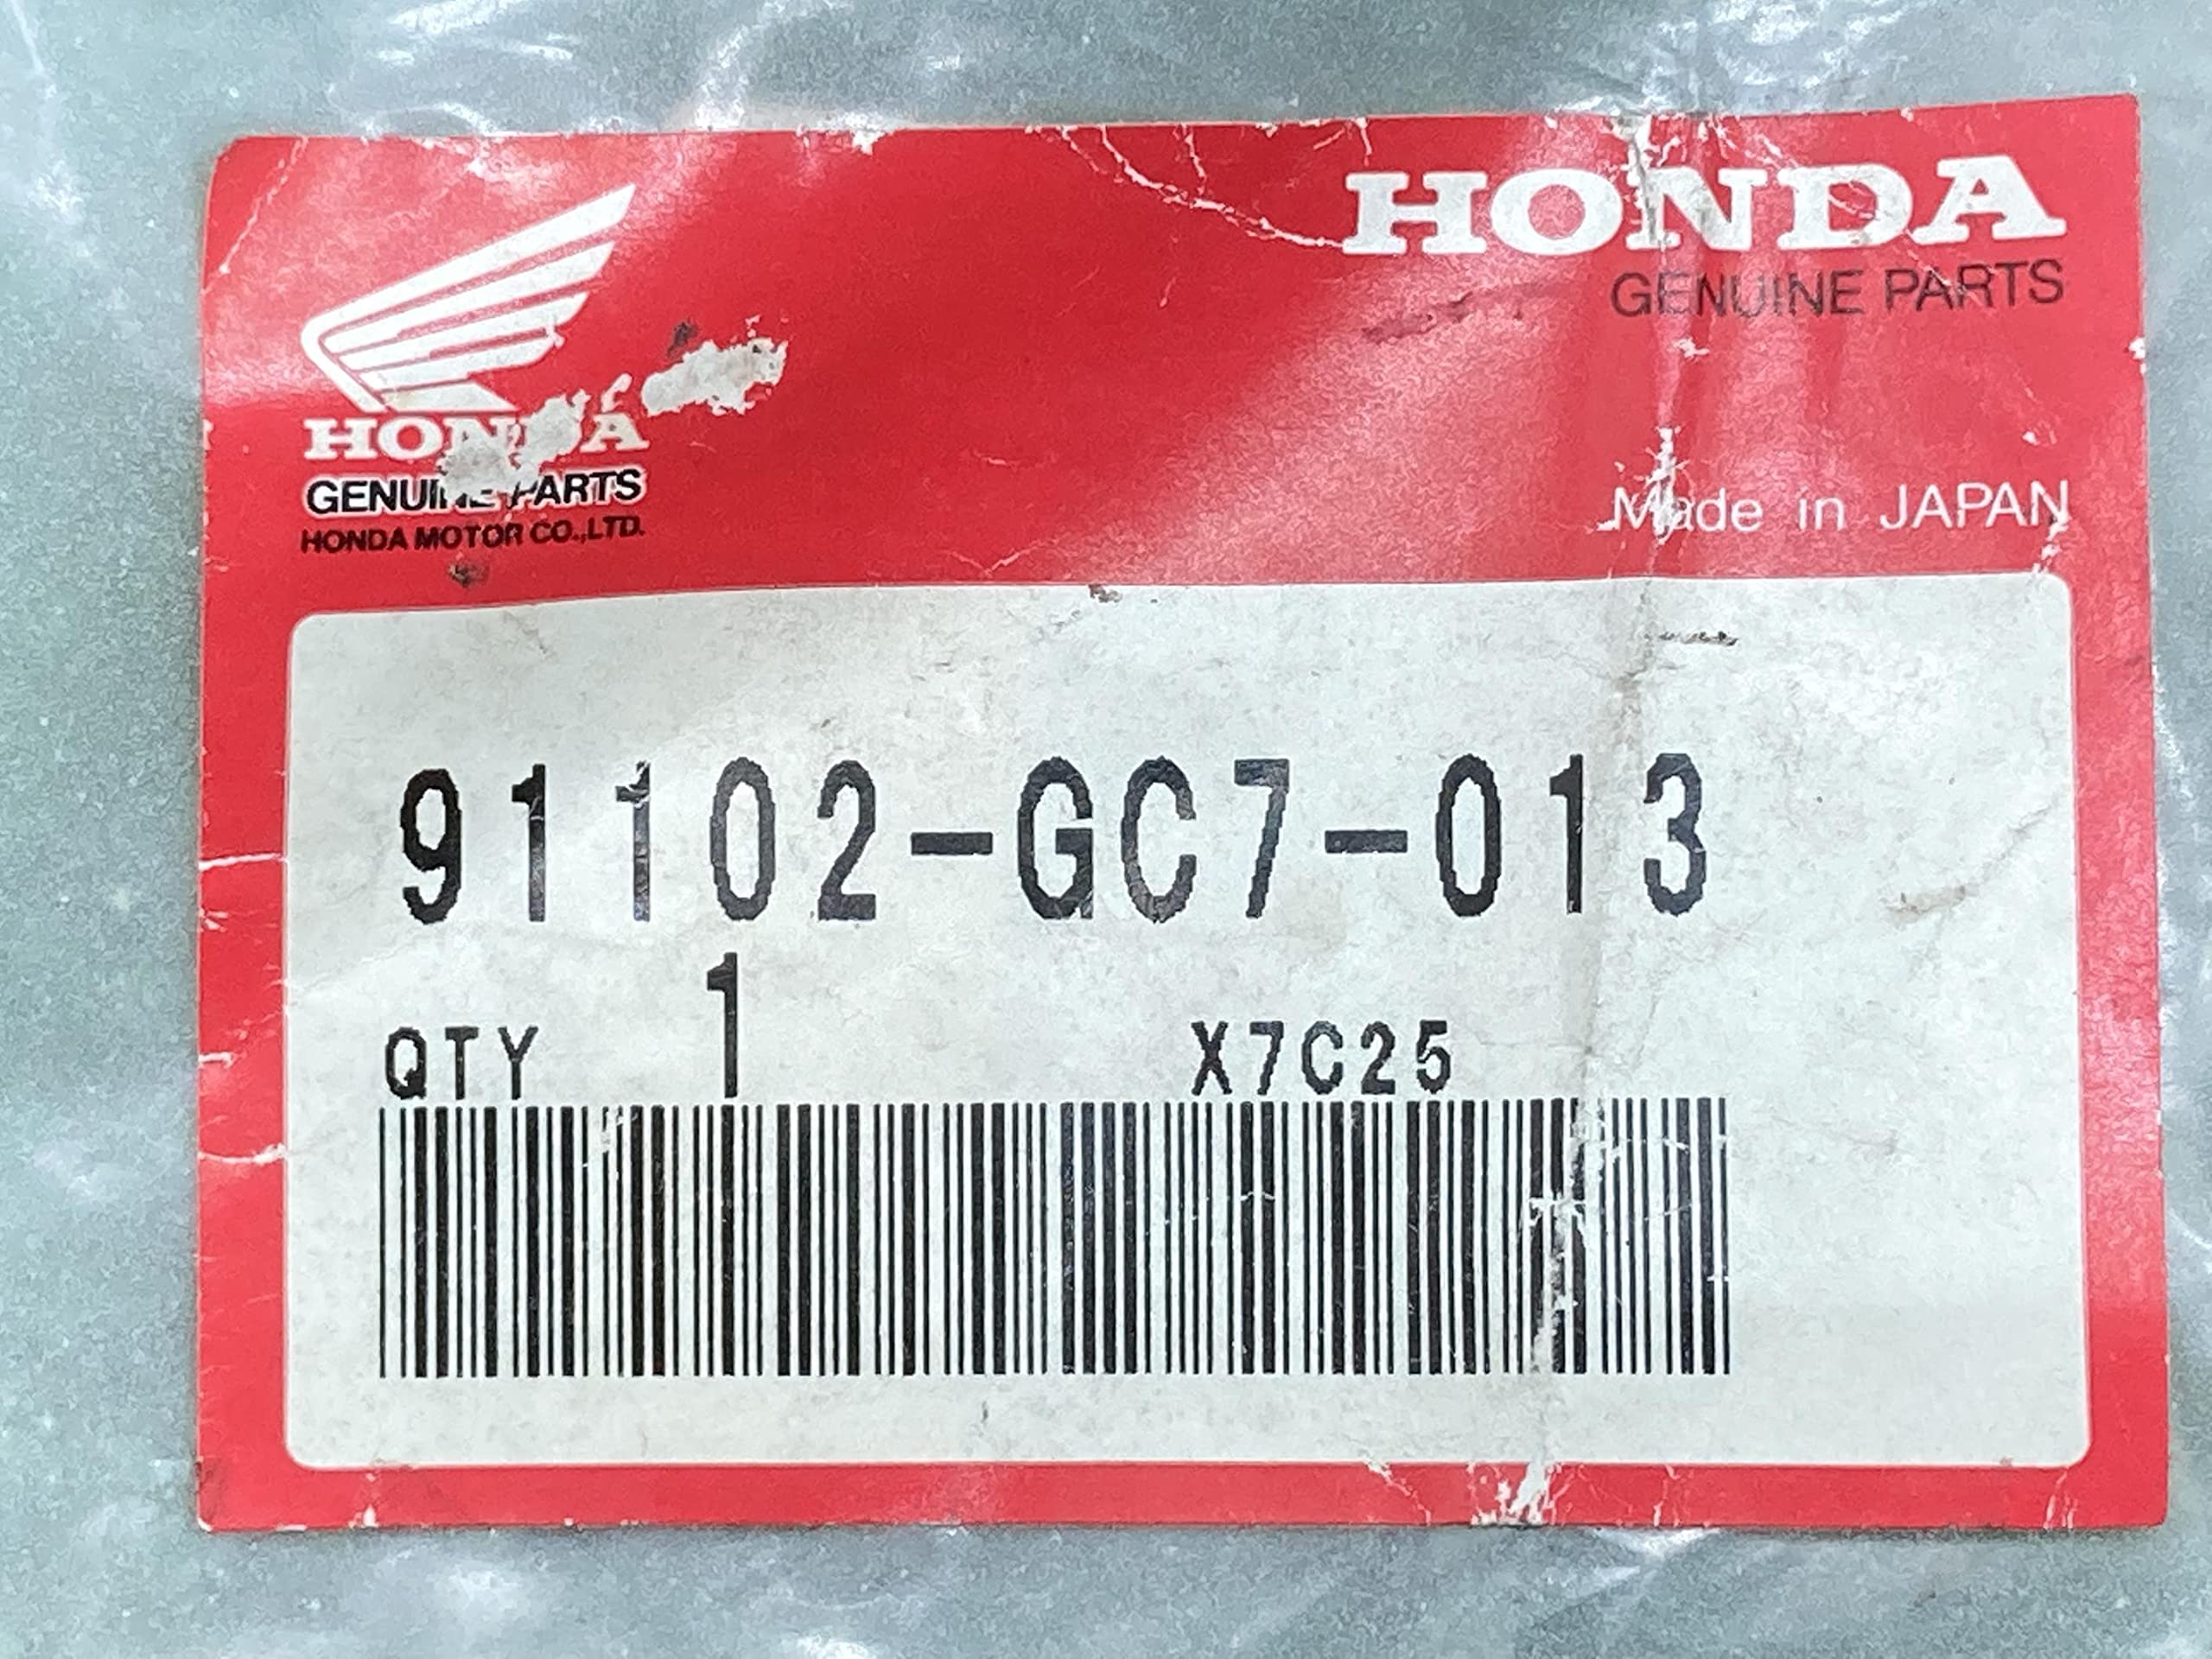 HONDA
GENUINE PARTS
Made in JAPAN
HONDA
GENUINE PARTS
HONDA MOTOR CO.,LTD.
91102-GC7-013
QTY 1 X7C25